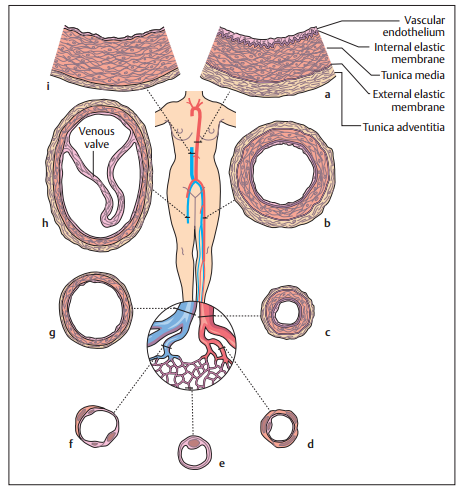 Vascular
endothelium
Internal elastic
membrane
Tunica media
External elastic
membrane
Tunica adventitia
i
a
Venous
valve
h
b
g
c
f
d
e